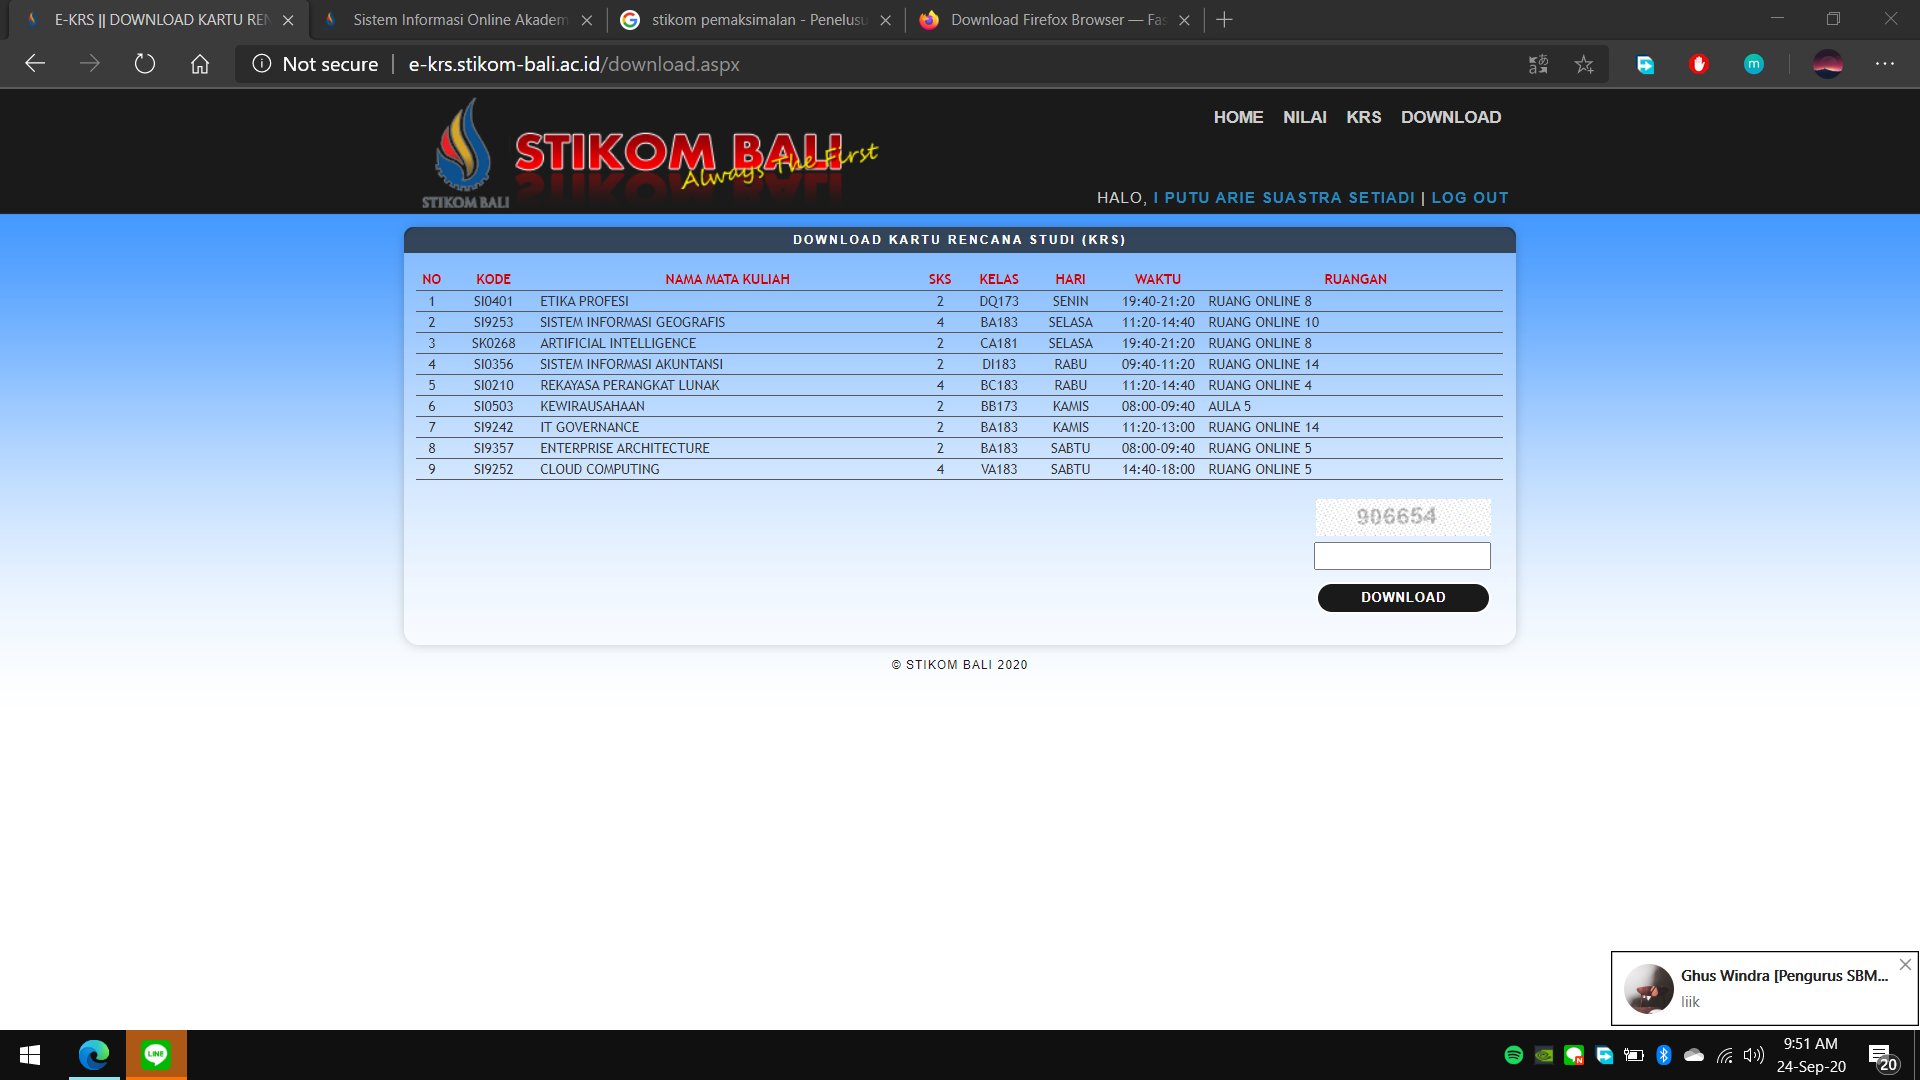 E-KRS || DOWNLOAD KARTU REN
Sistem Informasi Online Akadem
stikom pemaksimalan - Penelusu
Download Firefox Browser — Fas
Not secure | e-krs.stikom-bali.ac.id/download.aspx
m
STIKOM BALI
STIKOM BALI
Always The First
HOME NILAI KRS DOWNLOAD
HALO, I PUTU ARIE SUASTRA SETIADI | LOG OUT
DOWNLOAD KARTU RENCANA STUDI (KRS)
NO KODE NAMA MATA KULIAH SKS KELAS HARI WAKTU RUANGAN
1 SI0401 ETIKA PROFESI 2 DQ173 SENIN 19:40-21:20 RUANG ONLINE 8
2 SI9253 SISTEM INFORMASI GEOGRAFIS 4 BA183 SELASA 11:20-14:40 RUANG ONLINE 10
3 SK0268 ARTIFICIAL INTELLIGENCE 2 CA181 SELASA 19:40-21:20 RUANG ONLINE 8
4 SI0356 SISTEM INFORMASI AKUNTANSI 2 DI183 RABU 09:40-11:20 RUANG ONLINE 14
5 SI0210 REKAYASA PERANGKAT LUNAK 4 BC183 RABU 11:20-14:40 RUANG ONLINE 4
6 SI0503 KEWIRAUSAHAAN 2 BB173 KAMIS 08:00-09:40 AULA 5
7 SI9242 IT GOVERNANCE 2 BA183 KAMIS 11:20-13:00 RUANG ONLINE 14
8 SI9357 ENTERPRISE ARCHITECTURE 2 BA183 SABTU 08:00-09:40 RUANG ONLINE 5
9 SI9252 CLOUD COMPUTING 4 VA183 SABTU 14:40-18:00 RUANG ONLINE 5
906654
DOWNLOAD
© STIKOM BALI 2020
Ghus Windra [Pengurus SBM...
liik
LINE
9:51 AM
24-Sep-20
20